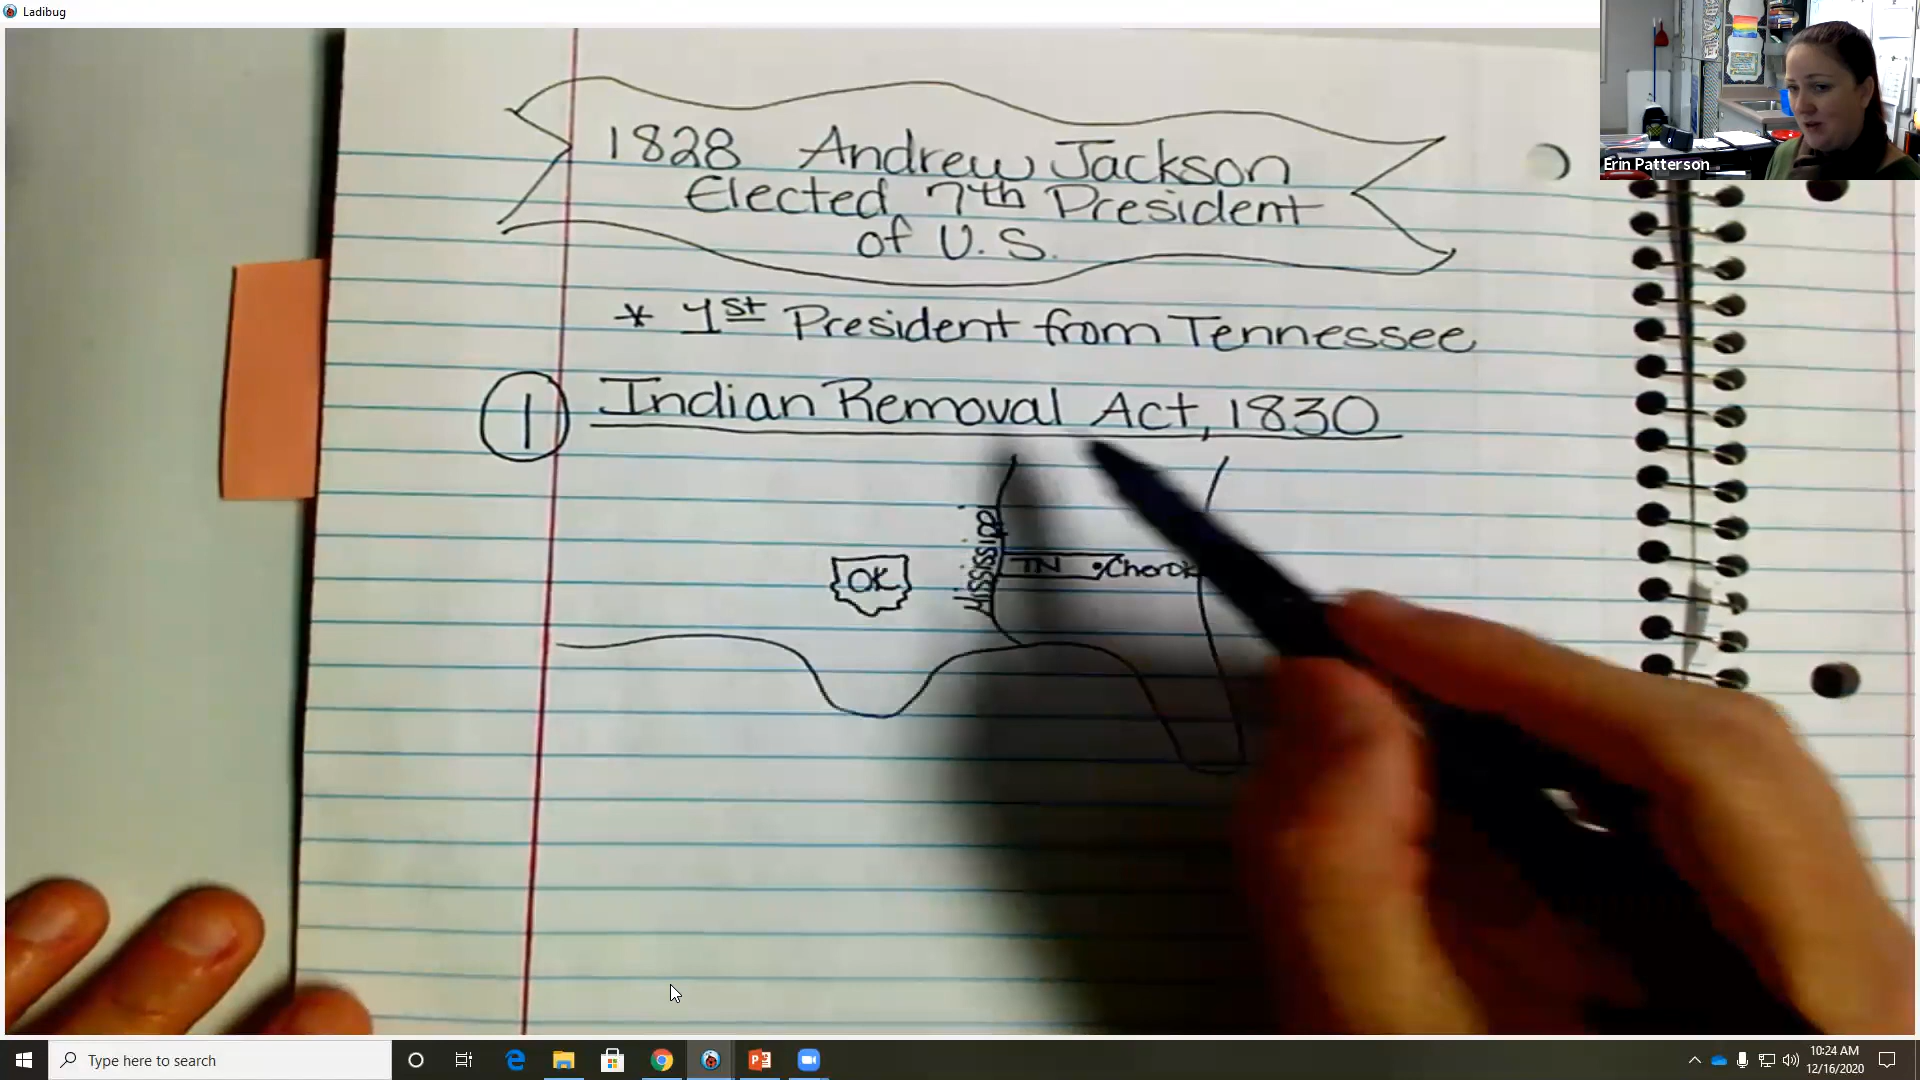 Ladibug
Erin Patterson
1828 Andrew Jackson
Elected 7th President
of U.S.
* 1st President from Tennessee
1 Indian Removal Act, 1830
Mississippi
OK
TN
Type here to search
10:24 AM
12/16/2020